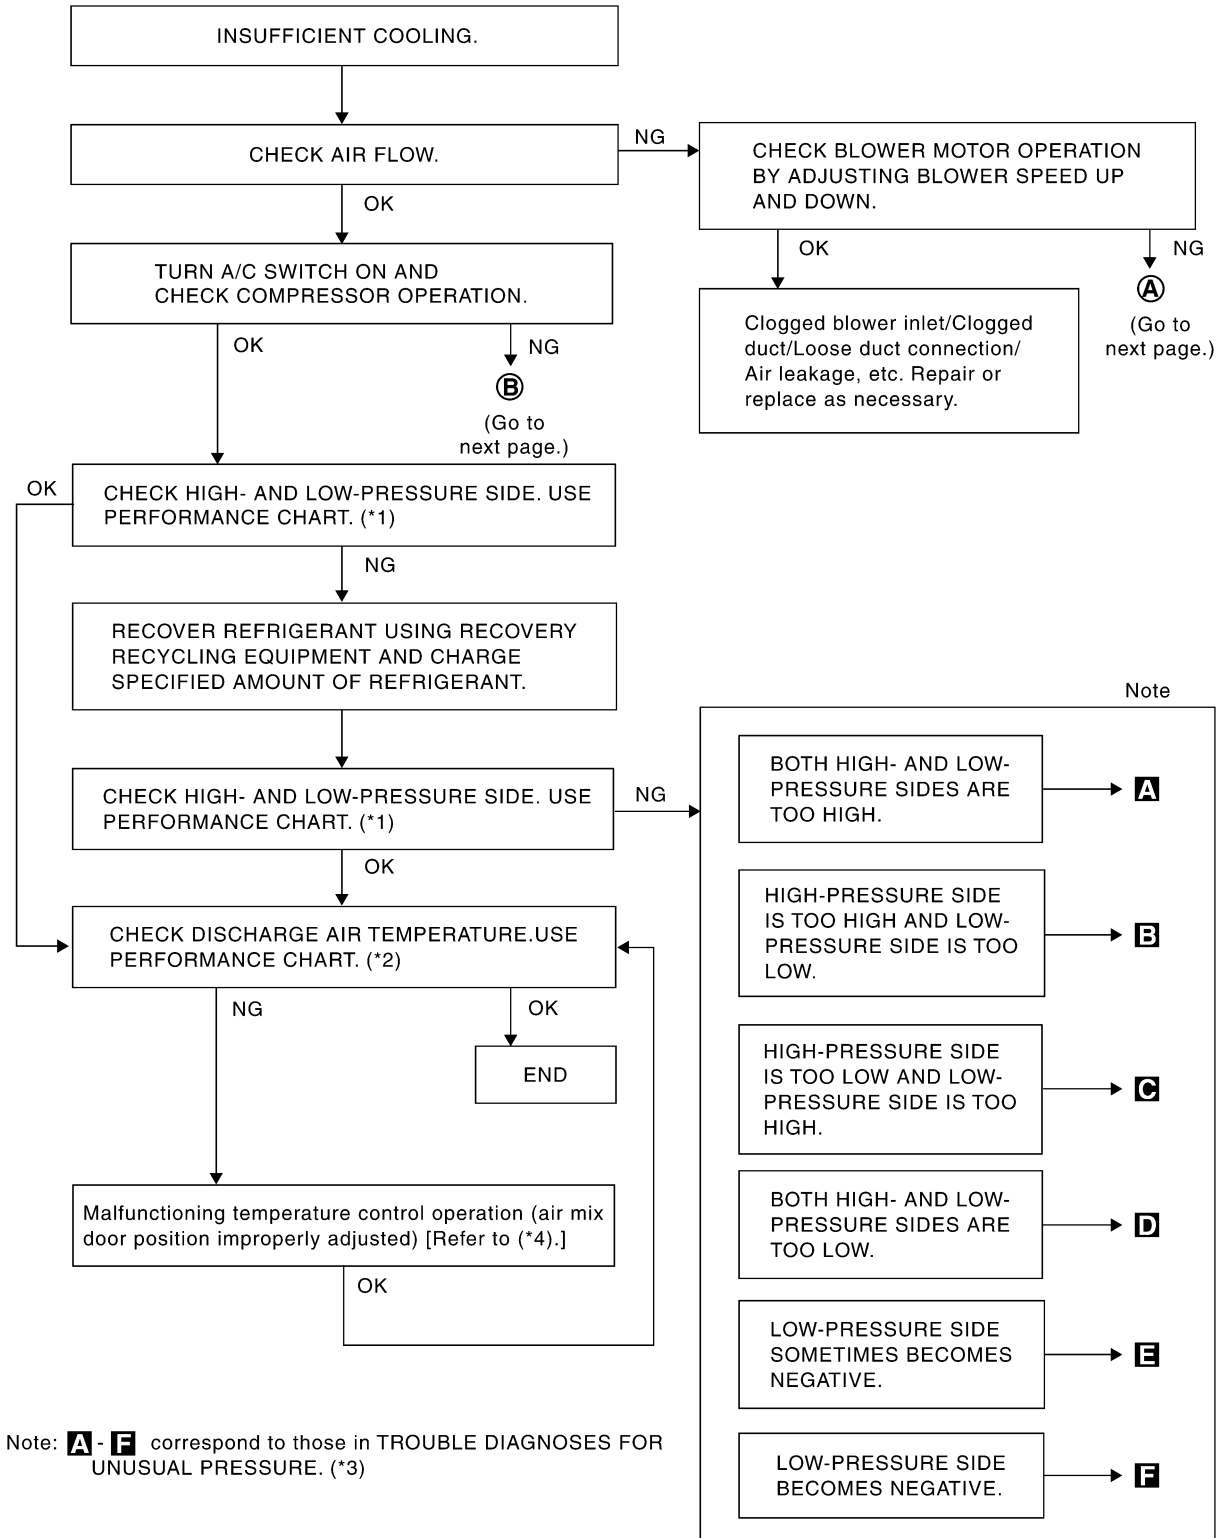 INSUFFICIENT COOLING.
CHECK AIR FLOW.
NG
CHECK BLOWER MOTOR OPERATION
BY ADJUSTING BLOWER SPEED UP
AND DOWN.
OK
OK
NG
TURN A/C SWITCH ON AND
CHECK COMPRESSOR OPERATION.
A
(Go to
next page.)
Clogged blower inlet/Clogged
duct/Loose duct connection/
Air leakage, etc. Repair or
replace as necessary.
OK
NG
B
(Go to
next page.)
OK
CHECK HIGH- AND LOW-PRESSURE SIDE. USE
PERFORMANCE CHART. (*1)
NG
RECOVER REFRIGERANT USING RECOVERY
RECYCLING EQUIPMENT AND CHARGE
SPECIFIED AMOUNT OF REFRIGERANT.
CHECK HIGH- AND LOW-PRESSURE SIDE. USE
PERFORMANCE CHART. (*1)
NG
OK
CHECK DISCHARGE AIR TEMPERATURE.USE
PERFORMANCE CHART. (*2)
NG
OK
END
Malfunctioning temperature control operation (air mix
door position improperly adjusted) [Refer to (*4).]
OK
Note
BOTH HIGH- AND LOW-
PRESSURE SIDES ARE
TOO HIGH.
A
HIGH-PRESSURE SIDE
IS TOO HIGH AND LOW-
PRESSURE SIDE IS TOO
LOW.
B
HIGH-PRESSURE SIDE
IS TOO LOW AND LOW-
PRESSURE SIDE IS TOO
HIGH.
C
BOTH HIGH- AND LOW-
PRESSURE SIDES ARE
TOO LOW.
D
LOW-PRESSURE SIDE
SOMETIMES BECOMES
NEGATIVE.
E
LOW-PRESSURE SIDE
BECOMES NEGATIVE.
F
Note: A - F correspond to those in TROUBLE DIAGNOSES FOR
UNUSUAL PRESSURE. (*3)